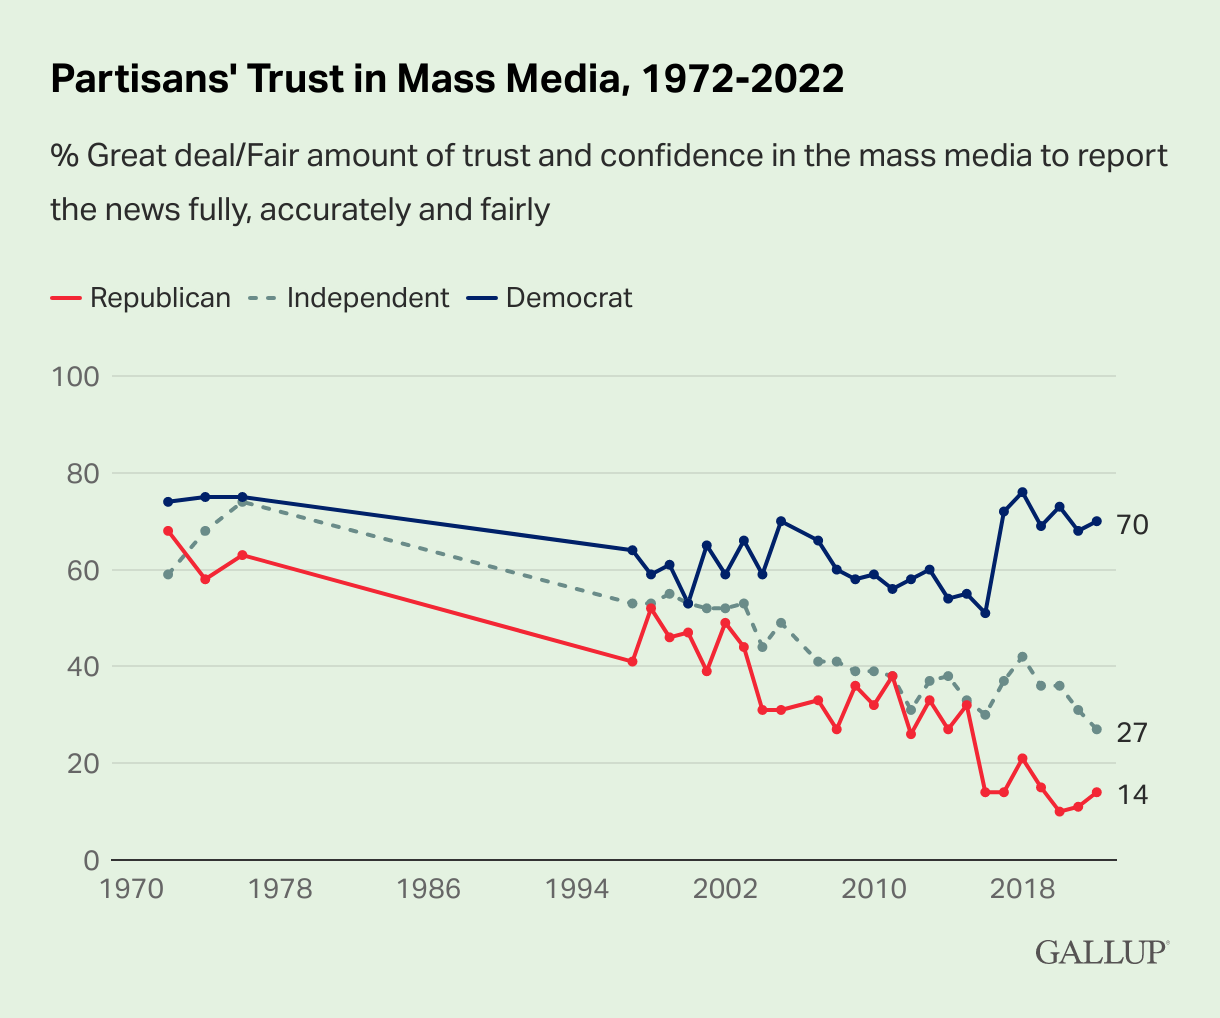 Partisans' Trust in Mass Media, 1972-2022
% Great deal/Fair amount of trust and confidence in the mass media to report
the news fully, accurately and fairly
Republican Independent Democrat
100
80
60
40
20
0
70
27
14
1970 1978 1986 1994 2002 2010 2018
GALLUP®